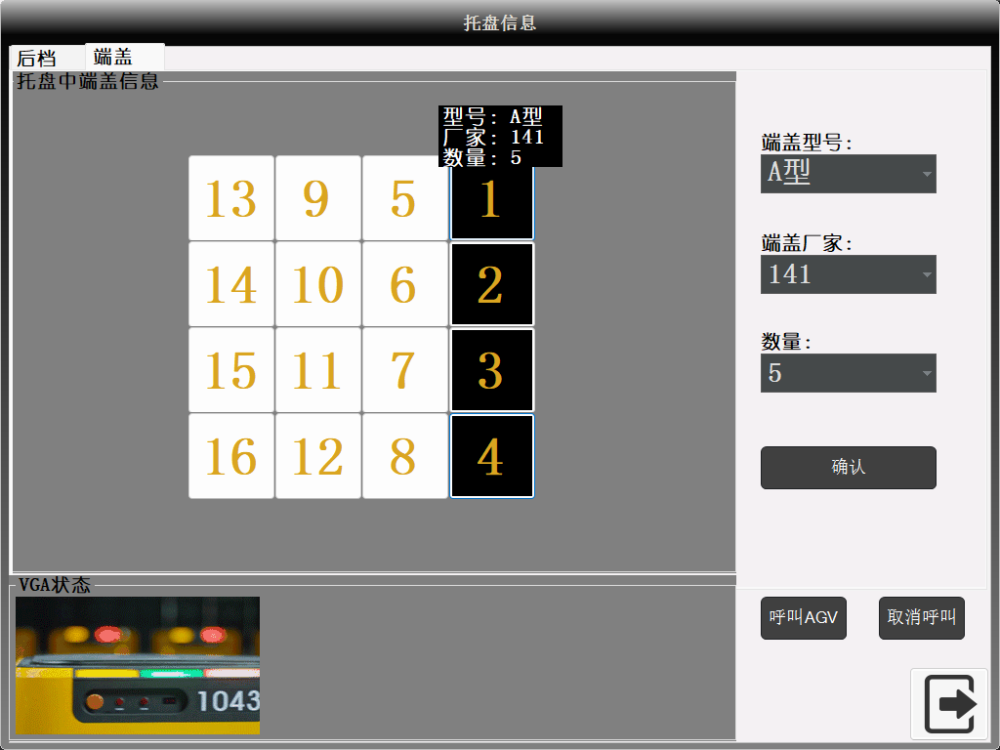 托盘信息
后档 端盖
托盘中端盖信息
型号: A型
厂家: 141
数量: 5
13 9 5 1
14 10 6 2
15 11 7 3
16 12 8 4
端盖型号:
A型
端盖厂家:
141
数量:
5
确认
VGA状态
1043
呼叫AGV 取消呼叫